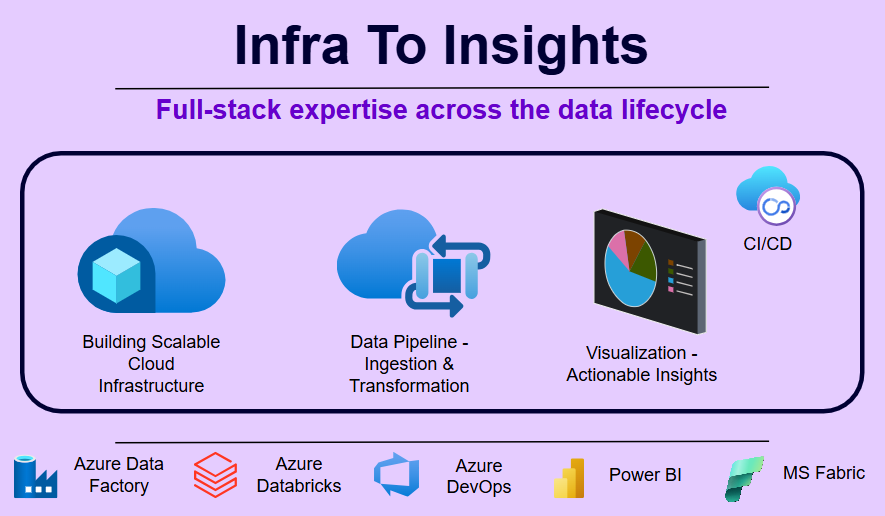 Infra To Insights
Full-stack expertise across the data lifecycle
CI/CD
Building Scalable
Cloud
Infrastructure
Data Pipeline -
Ingestion &
Transformation
Visualization -
Actionable Insights
Azure Data
Factory
Azure
Databricks
Azure
DevOps
Power BI
MS Fabric